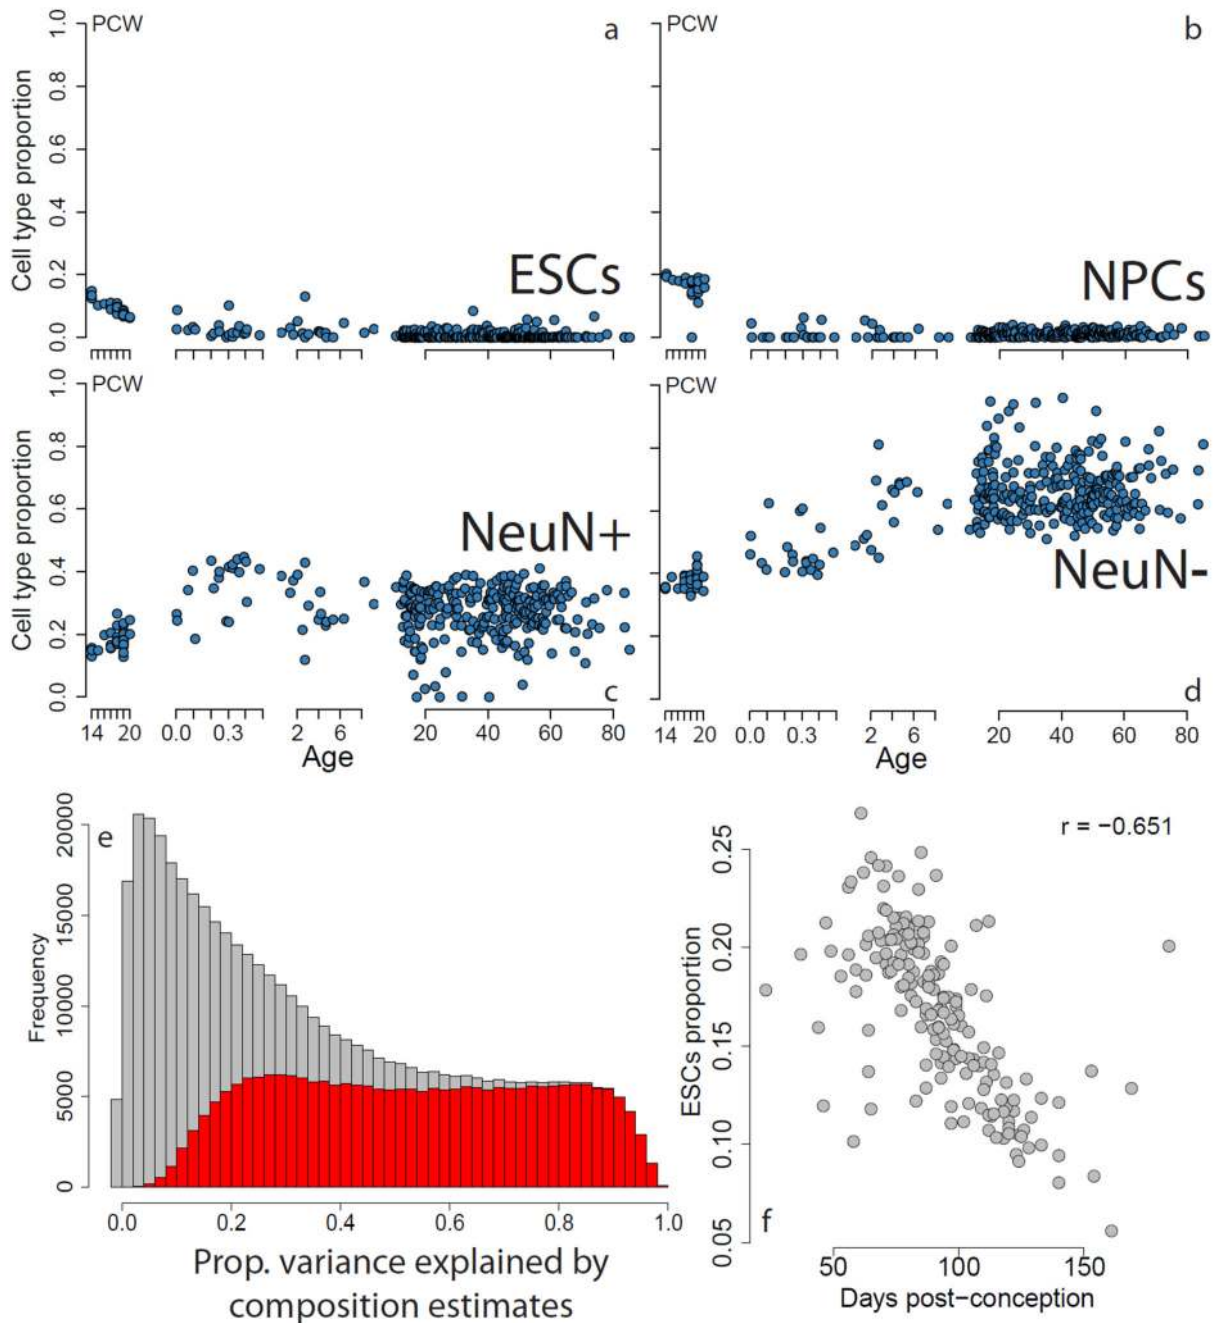 PCW
a
Cell type proportion
1.0
0.8
0.6
0.4
0.2
0.0
ESCs
PCW
b
NPCs
PCW
Cell type proportion
1.0
0.8
0.6
0.4
0.2
0.0
NeuN+
c
14 20 0.0 0.3 2 6 20 40 60 80
Age
PCW
NeuN-
d
14 20 0.0 0.3 2 6 20 40 60 80
Age
e
Frequency
20000
15000
10000
5000
0
0.0 0.2 0.4 0.6 0.8 1.0
Prop. variance explained by
composition estimates
r = −0.651
ESCs proportion
0.25
0.20
0.15
0.10
0.05
f
50 100 150
Days post−conception